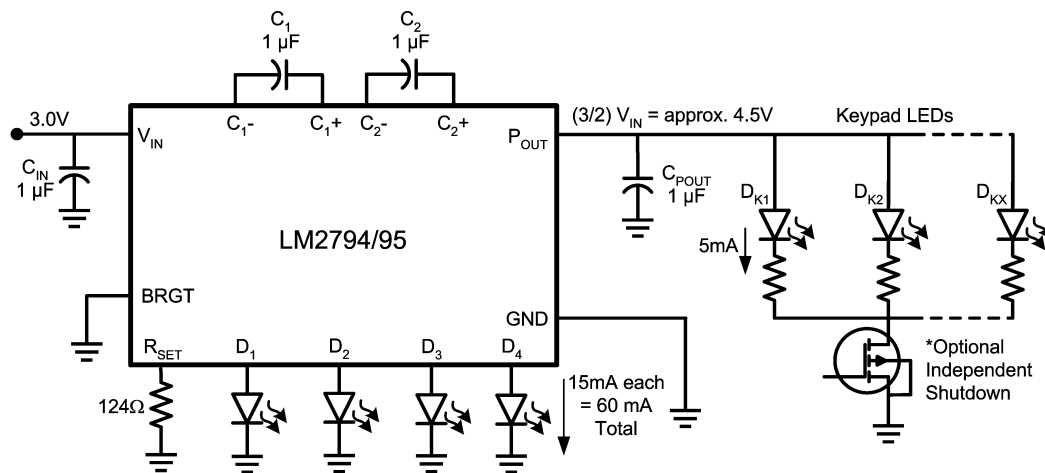 C1
1 µF
C2
1 µF
3.0V
C1-
C1+
C2-
C2+
(3/2) VIN = approx. 4.5V
Keypad LEDs
VIN
POUT
CIN
1 µF
CPOUT
1 µF
DK1
DK2
DKX
LM2794/95
5mA
BRGT
GND
RSET
D1
D2
D3
D4
*Optional
Independent
Shutdown
124Ω
15mA each
= 60 mA
Total